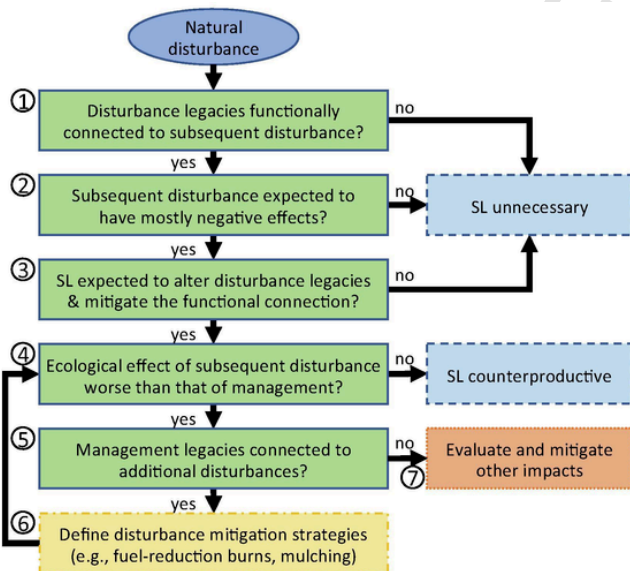 Natural
disturbance
①
Disturbance legacies functionally
connected to subsequent disturbance?
no
yes
②
Subsequent disturbance expected to
have mostly negative effects?
no
SL unnecessary
yes
③
SL expected to alter disturbance legacies
& mitigate the functional connection?
no
yes
④
Ecological effect of subsequent disturbance
worse than that of management?
no
SL counterproductive
yes
⑤
Management legacies connected to
additional disturbances?
no
⑦
Evaluate and mitigate
other impacts
yes
⑥
Define disturbance mitigation strategies
(e.g., fuel-reduction burns, mulching)